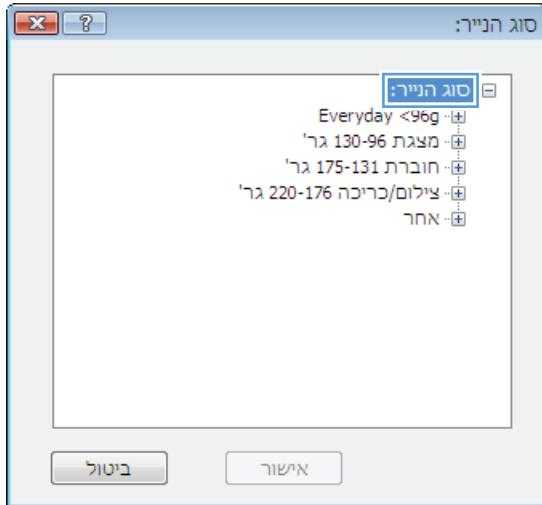 סוג הנייר:
סוג הנייר:
Everyday <96g
מצגת 130-96 גר'
חוברת 175-131 גר'
צילום/כריכה 220-176 גר'
אחר
אישור
ביטול